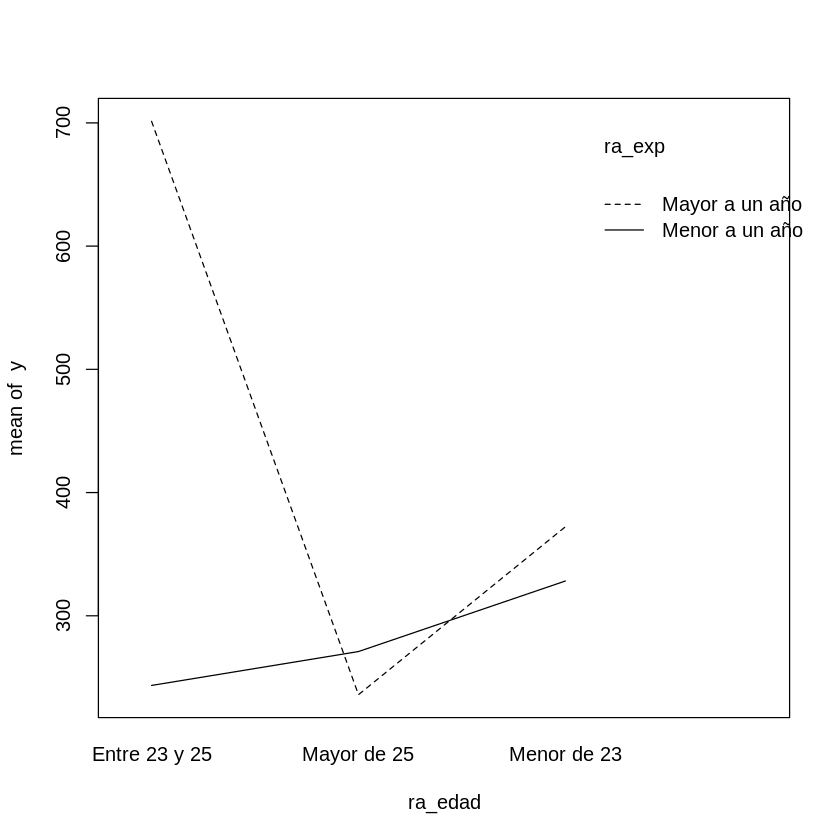 700
600
500
400
300
mean of  y
ra_exp
Mayor a un año
Menor a un año
Entre 23 y 25
Mayor de 25
Menor de 23
ra_edad